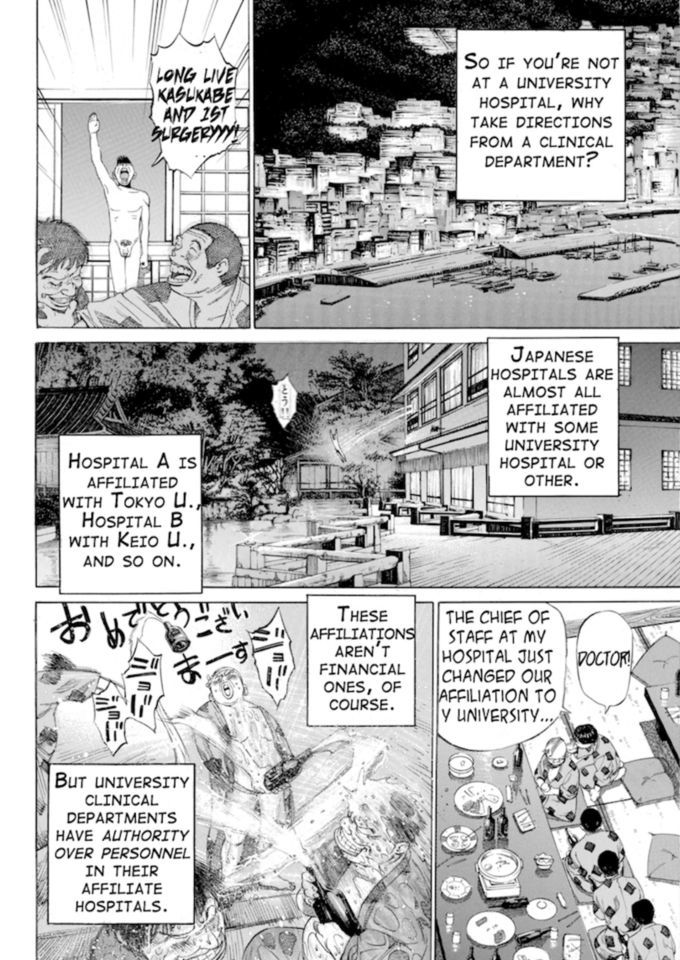 SO IF YOU'RE NOT
AT A UNIVERSITY
HOSPITAL, WHY
TAKE DIRECTIONS
FROM A CLINICAL
DEPARTMENT?
LONG LIVE
KASUKABE
AND 1ST
SURGERYYY!
JAPANESE
HOSPITALS ARE
ALMOST ALL
AFFILIATED
WITH SOME
UNIVERSITY
HOSPITAL OR
OTHER.
とう!!
HOSPITAL A IS
AFFILIATED
WITH TOKYO U.,
HOSPITAL B
WITH KEIO U.,
AND SO ON.
DOCTOR!
THE CHIEF OF
STAFF AT MY
HOSPITAL JUST
CHANGED OUR
AFFILIATION TO
Y UNIVERSITY...
THESE
AFFILIATIONS
AREN'T
FINANCIAL
ONES, OF
COURSE.
おめでとうござい
まーす
BUT UNIVERSITY
CLINICAL
DEPARTMENTS
HAVE AUTHORITY
OVER PERSONNEL
IN THEIR
AFFILIATE
HOSPITALS.